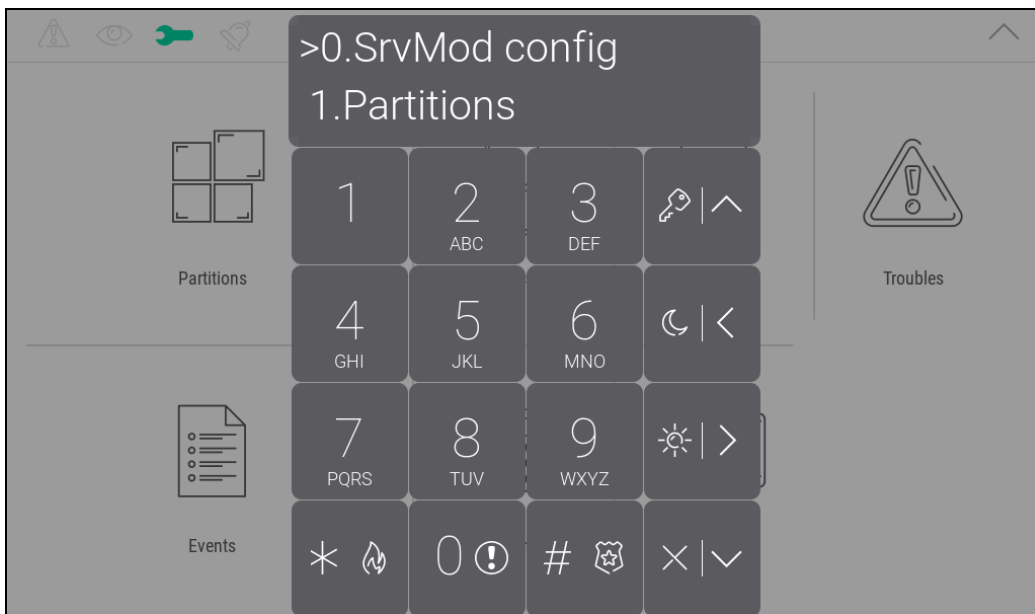 >0.SrvMod config
1.Partitions
1
2
ABC
3
DEF
4
GHI
5
JKL
6
MNO
7
PQRS
8
TUV
9
WXYZ
* 
0
#
Partitions
Troubles
Events